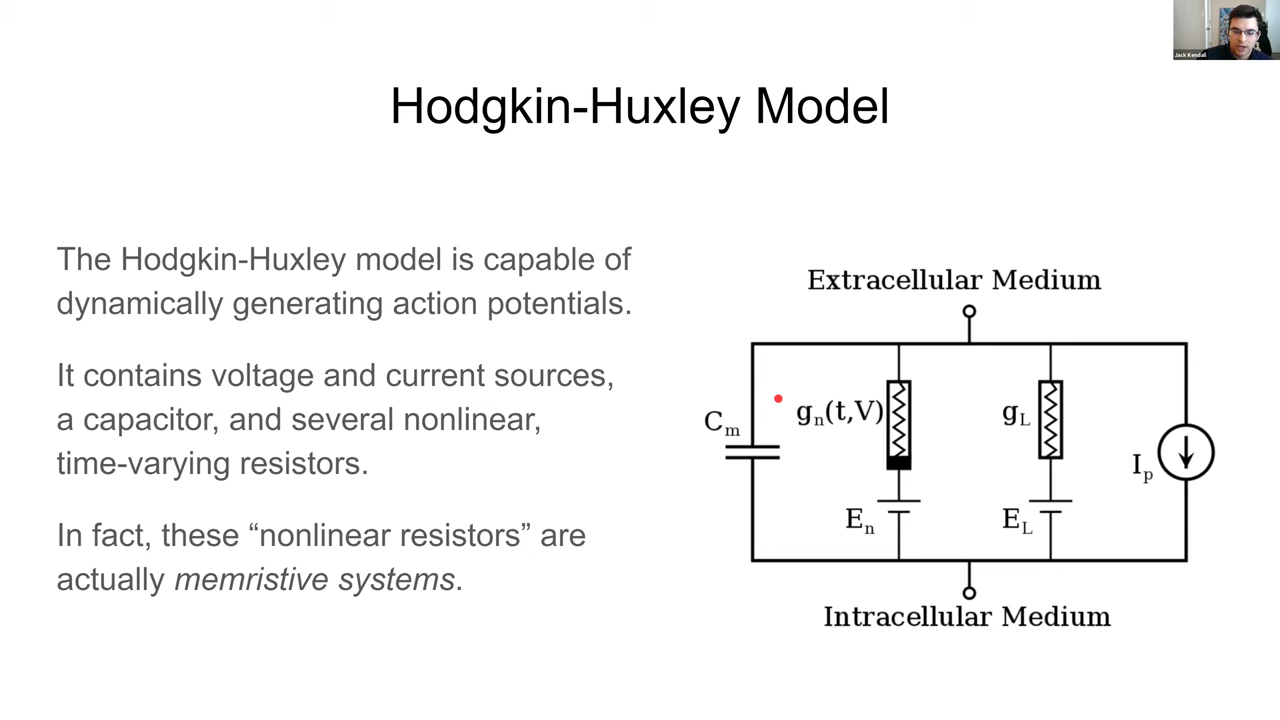 Jack Kendall
Hodgkin-Huxley Model
The Hodgkin-Huxley model is capable of
dynamically generating action potentials.
It contains voltage and current sources,
a capacitor, and several nonlinear,
time-varying resistors.
In fact, these “nonlinear resistors” are
actually memristive systems.
Extracellular Medium
Cm
gn(t,V)
gL
Ip
En
EL
Intracellular Medium